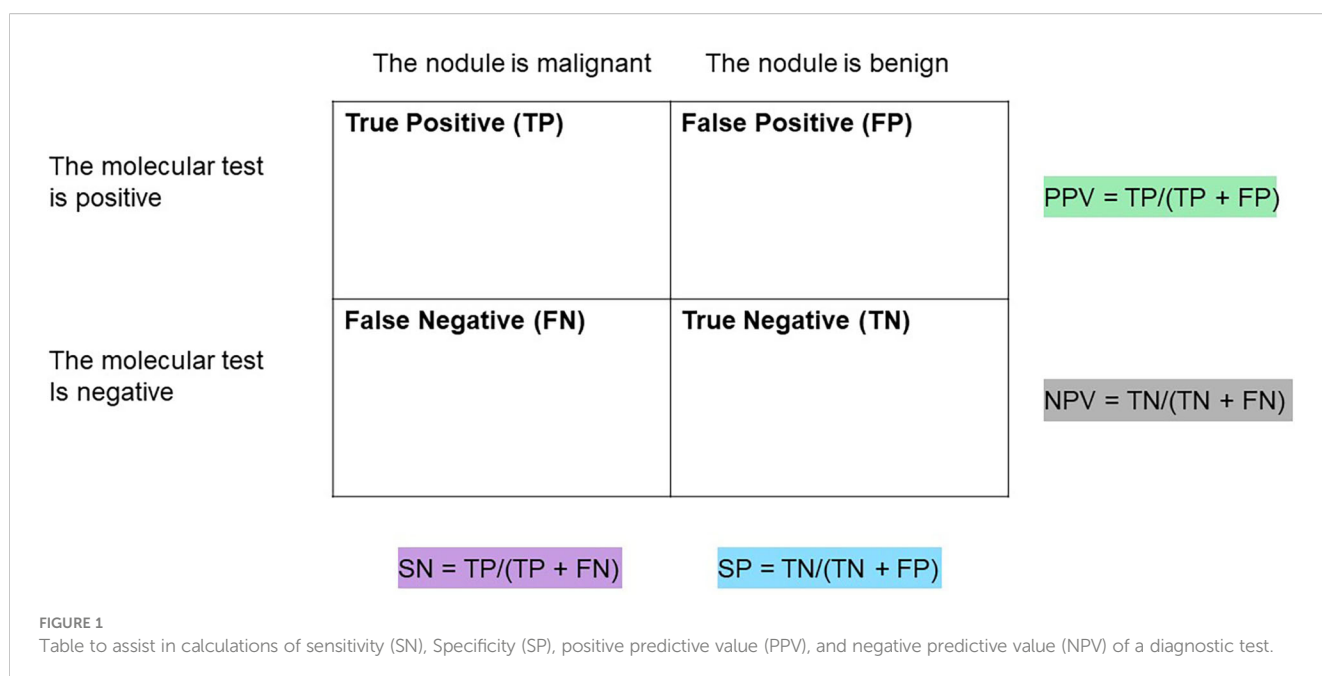 The nodule is malignant
The nodule is benign
True Positive (TP)
False Positive (FP)
The molecular test
is positive
PPV = TP/(TP + FP)
False Negative (FN)
True Negative (TN)
The molecular test
Is negative
NPV = TN/(TN + FN)
SN = TP/(TP + FN)
SP = TN/(TN + FP)
FIGURE 1
Table to assist in calculations of sensitivity (SN), Specificity (SP), positive predictive value (PPV), and negative predictive value (NPV) of a diagnostic test.